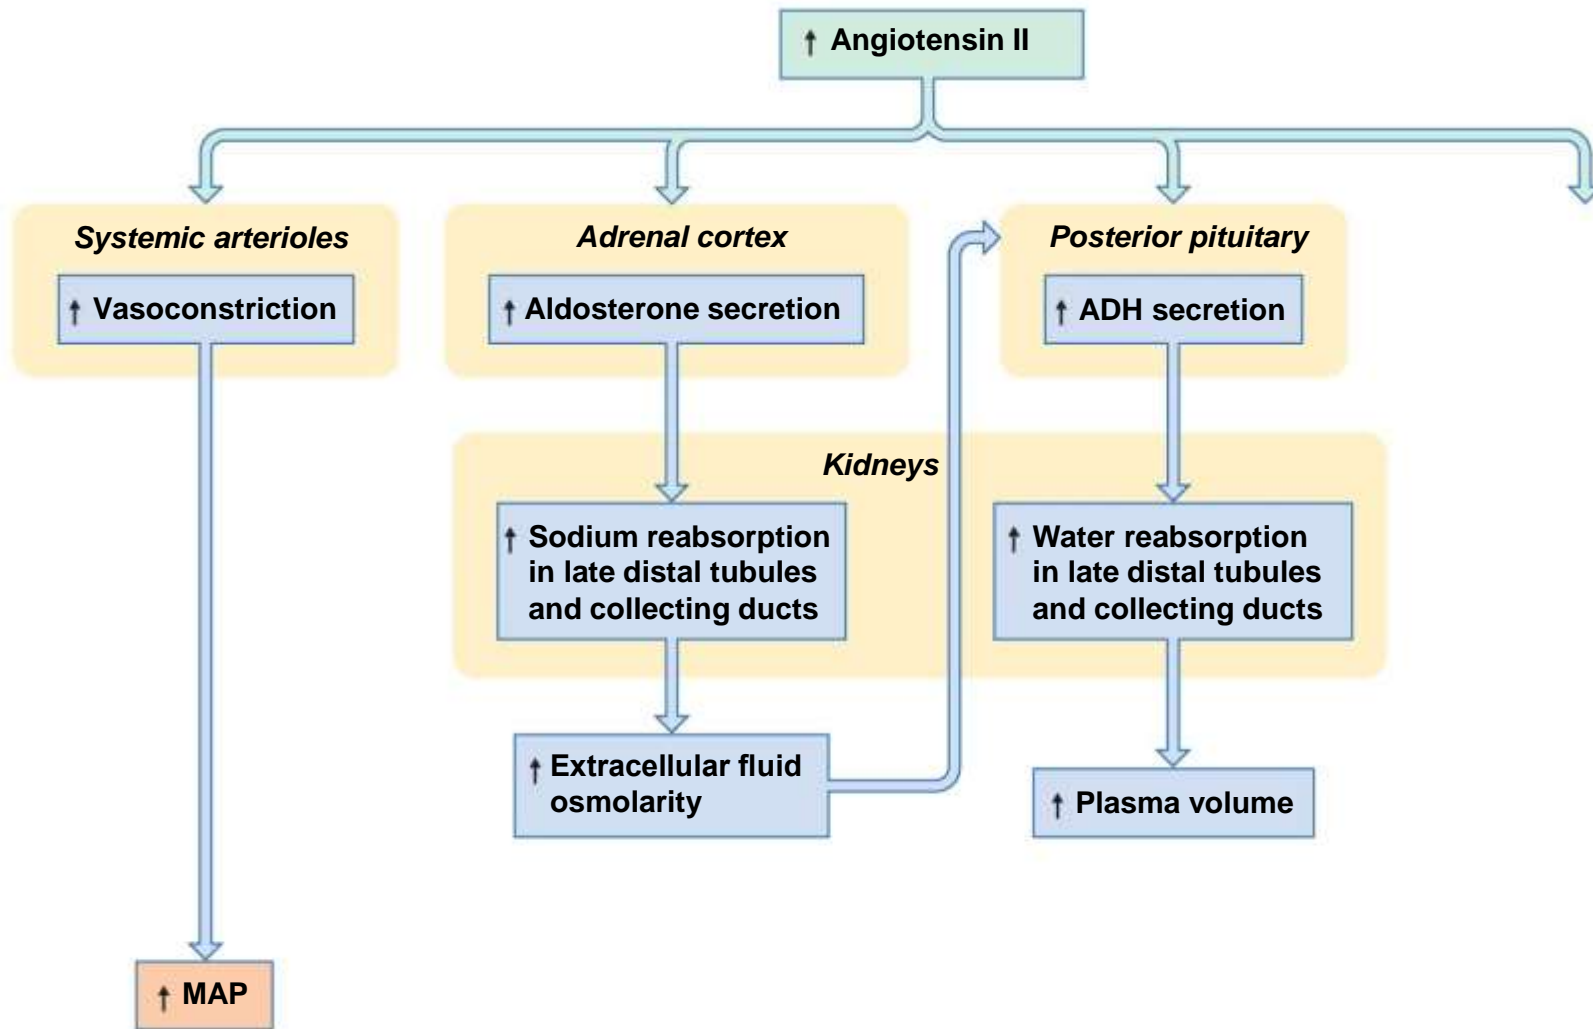 ↑ Angiotensin II
Systemic arterioles
↑ Vasoconstriction
Adrenal cortex
↑ Aldosterone secretion
Posterior pituitary
↑ ADH secretion
Kidneys
↑ Sodium reabsorption
in late distal tubules
and collecting ducts
↑ Water reabsorption
in late distal tubules
and collecting ducts
↑ Extracellular fluid
osmolarity
↑ Plasma volume
↑ MAP